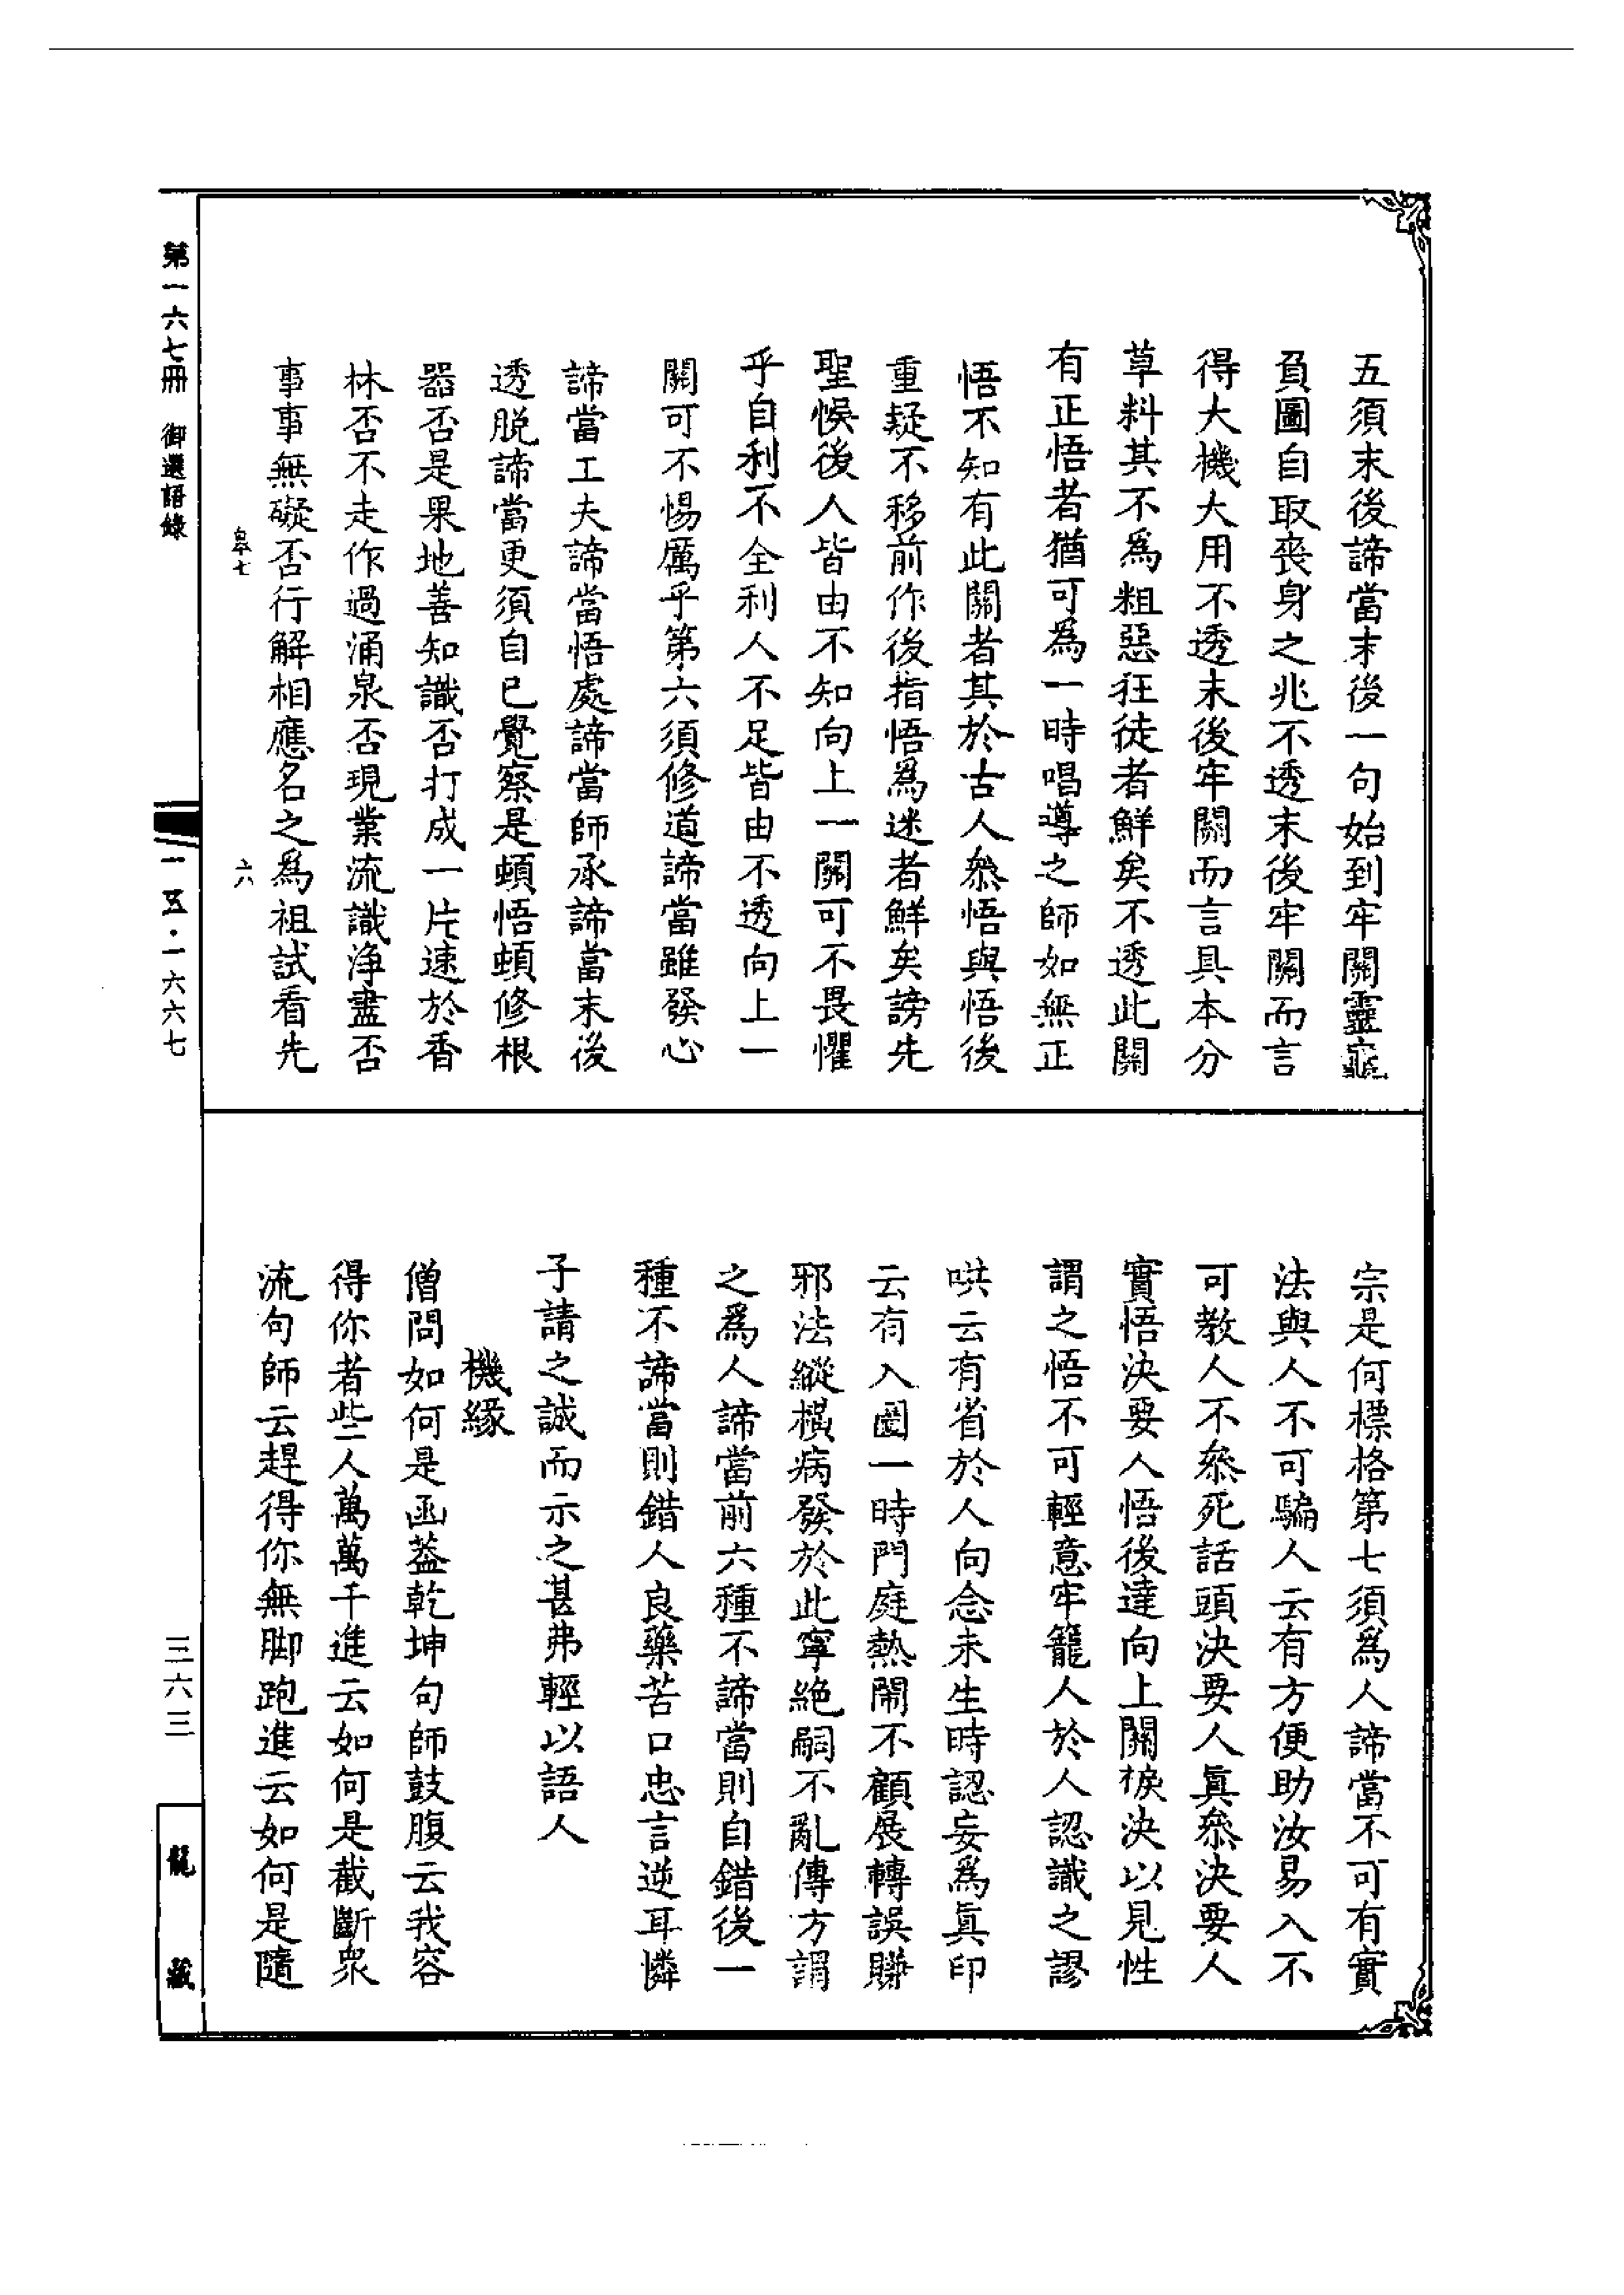 五須末後諦當末後一句始到牢關靈龜
負圖自取喪身之兆不透末後牢關而言
得大機大用不透末後牢關而言具本分
草料其不為粗惡狂徒者鮮矣不透此關
有正悟者猶可為一時唱導之師如無正
悟不知有此關者其於古人叅悟與悟後
重疑不移前作後指悟為迷者鮮矣謗先
聖悞後人皆由不知向上一關可不畏懼
乎自利不全利人不足皆由不透向上一
關可不惕厲乎第六須修道諦當雖發心
諦當工夫諦當悟處諦當師承諦當末後
透脱諦當更須自已覺察是頓悟頓修根
器否是果地善知識否打成一片速於香
林否不走作過涌泉否現業流識淨盡否
事事無礙否行解相應名之為祖試看先
宗是何標格第七須為人諦當不可有實
法與人不可騙人云有方便助汝易入不
可教人不叅死話頭決要人真叅決要人
實悟決要人悟後達向上關棙決以見性
謂之悟不可輕意牢籠人於人認識之謬
哄云有省於人向念未生時認妄為真印
云有入圇一時門庭熱鬧不顧展轉誤賺
邪法縱橫病發於此寧絶嗣不亂傳方謂
之為人諦當前六種不諦當則自錯後一
種不諦當則錯人良藥苦口忠言逆耳憐
子請之誠而示之甚弗輕以語人
機緣
僧問如何是函葢乾坤句師鼓腹云我容
得你者些人萬萬千進云如何是截斷衆
流句師云趕得你無脚跑進云如何是隨
第一六七冊 御選語錄
皋七
六八
一五·一六六七
三六三
龍藏